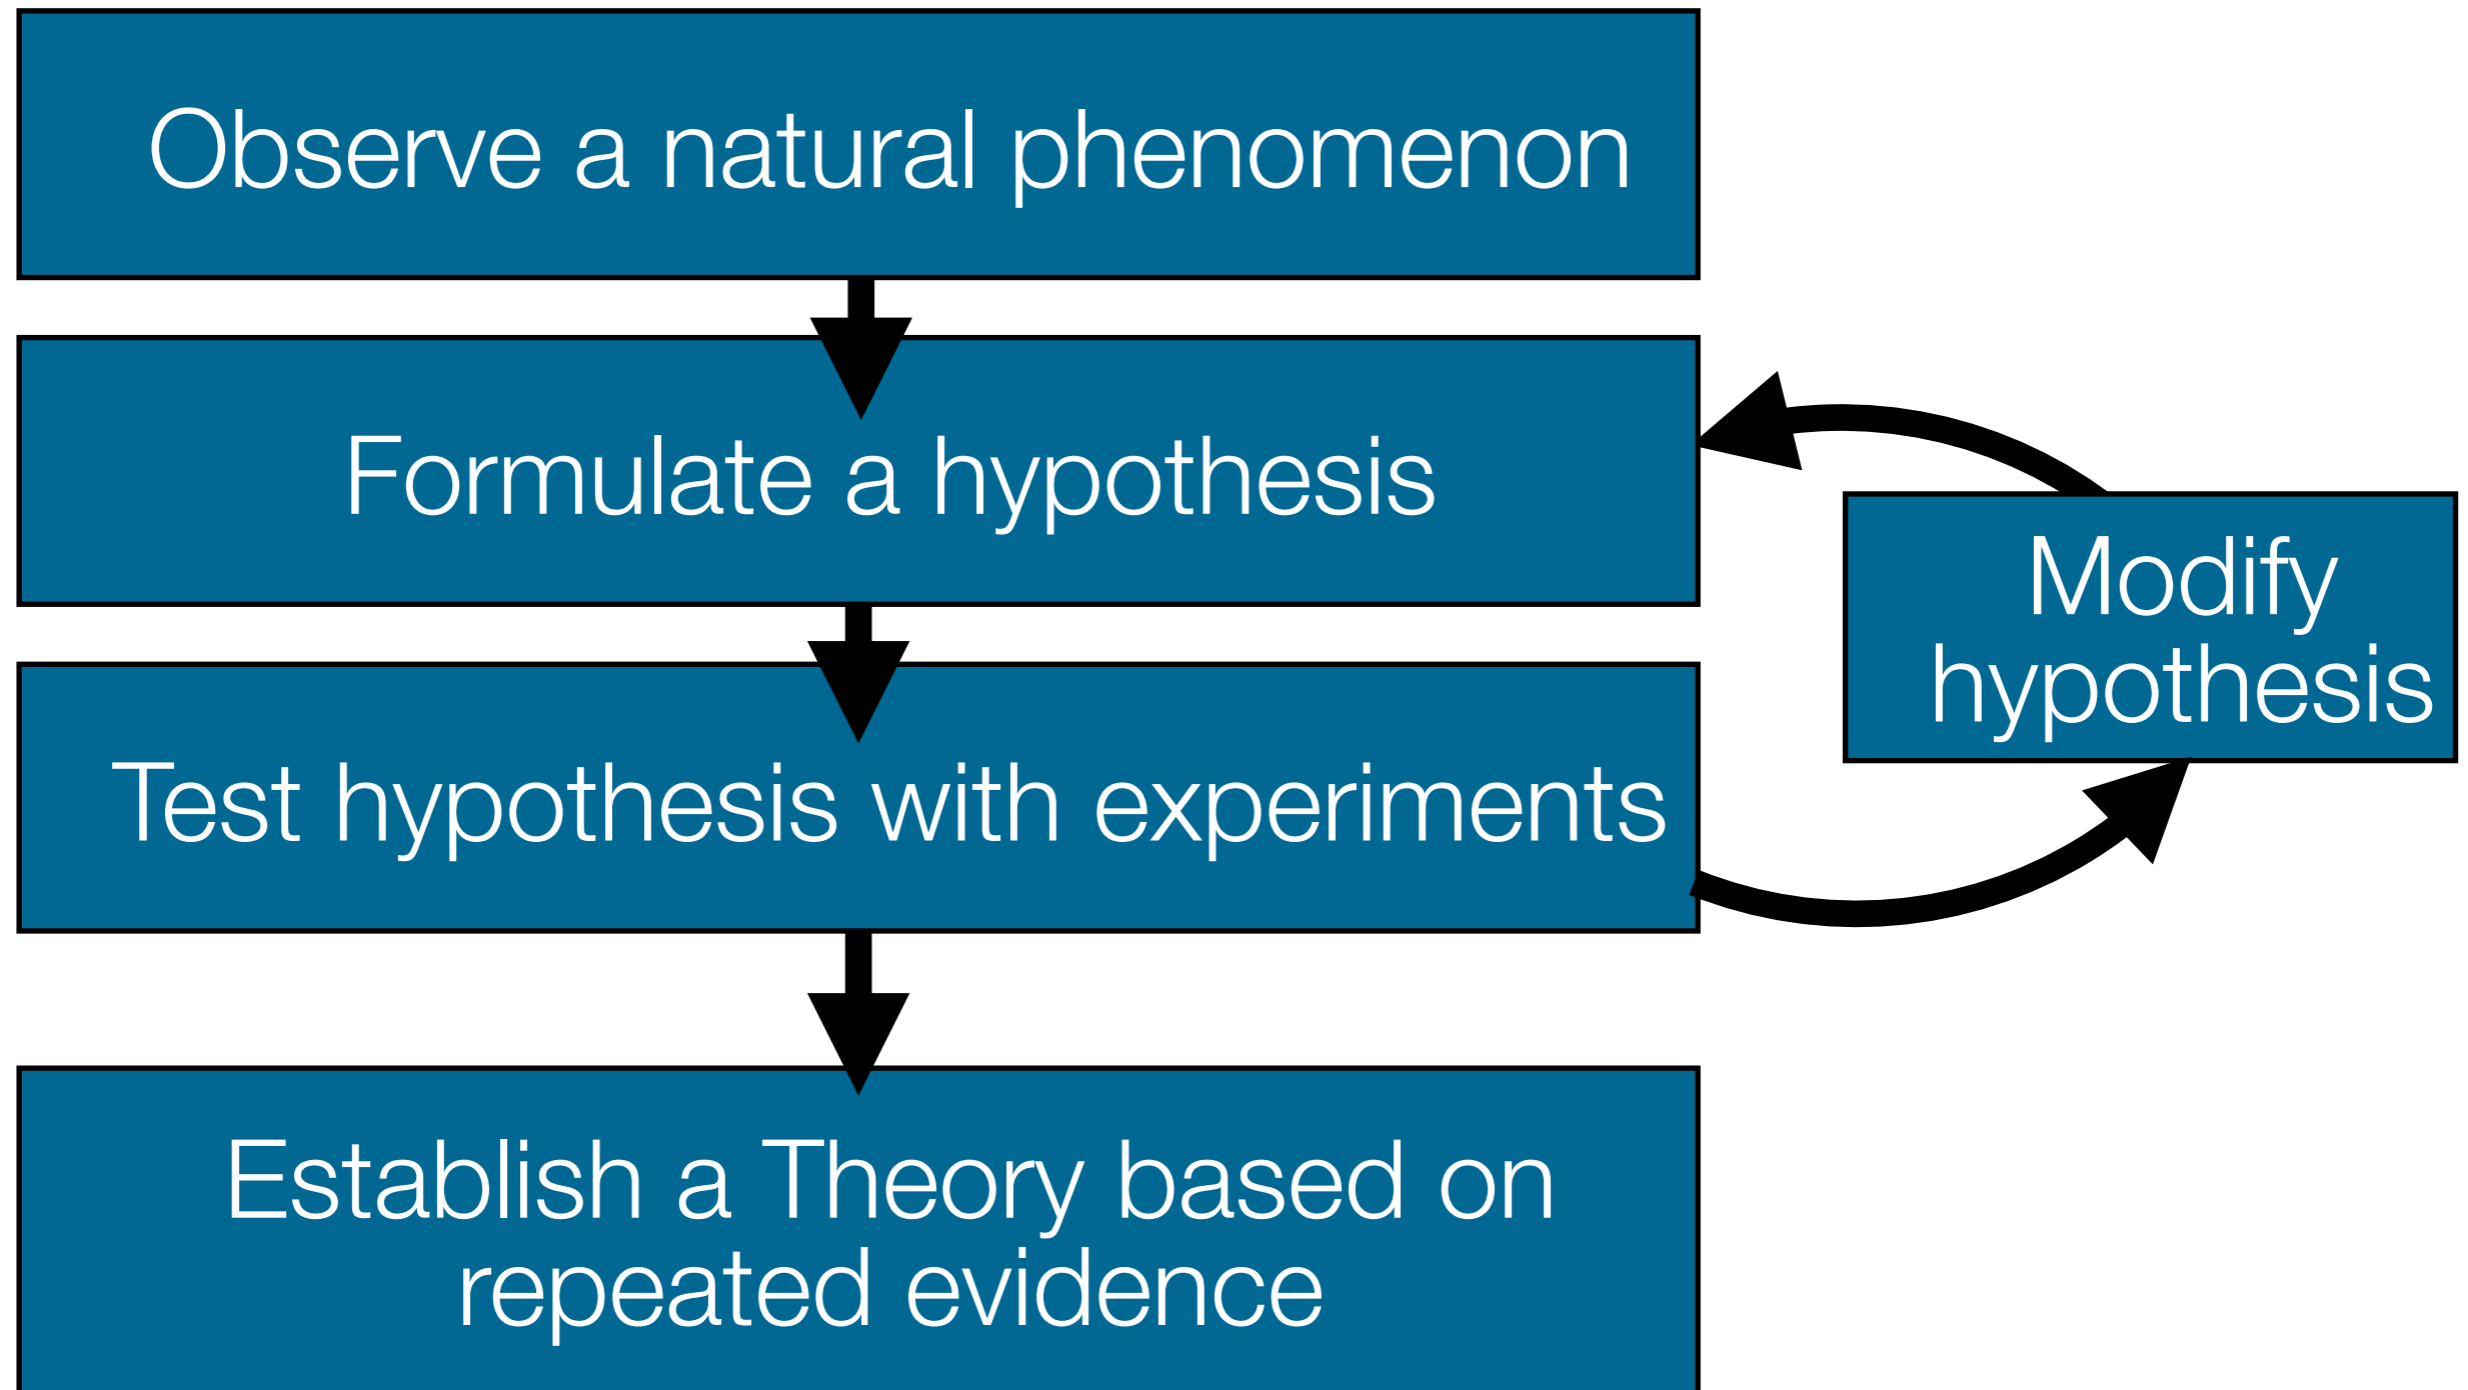 Observe a natural phenomenon
Formulate a hypothesis
Modify
hypothesis
Test hypothesis with experiments
Establish a Theory based on
repeated evidence